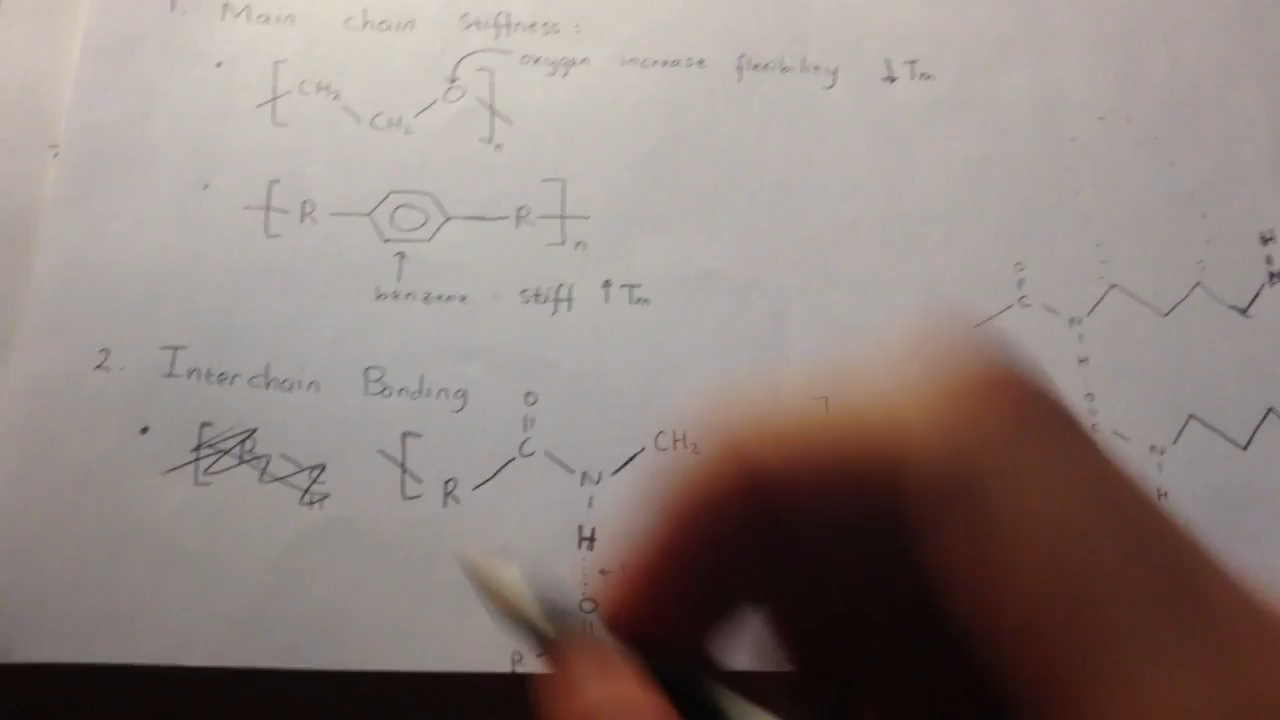 1. Main chain stiffness:
oxygen increase flexibility ↓Tm
[CH2 CH2 O]n
[R R]n
benzene stiff ↑Tm
2. Interchain Bonding
O
C N CH2
R
H
O
R
O
C N
H
O
C N
H